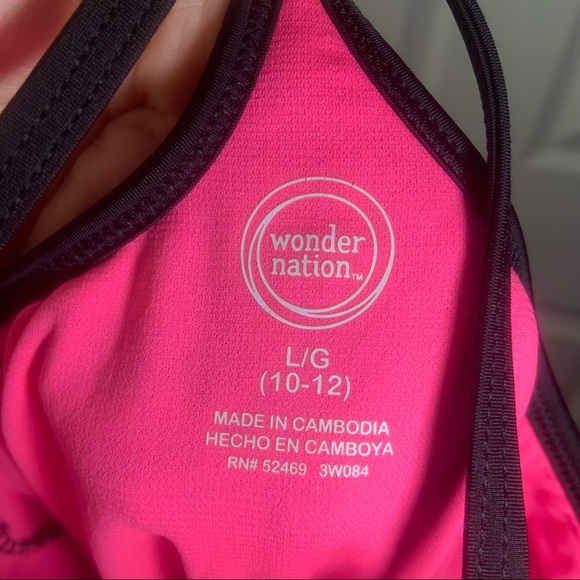 wonder
nation™
L/G
(10-12)
MADE IN CAMBODIA
HECHO EN CAMBOYA
RN# 52469 3W084